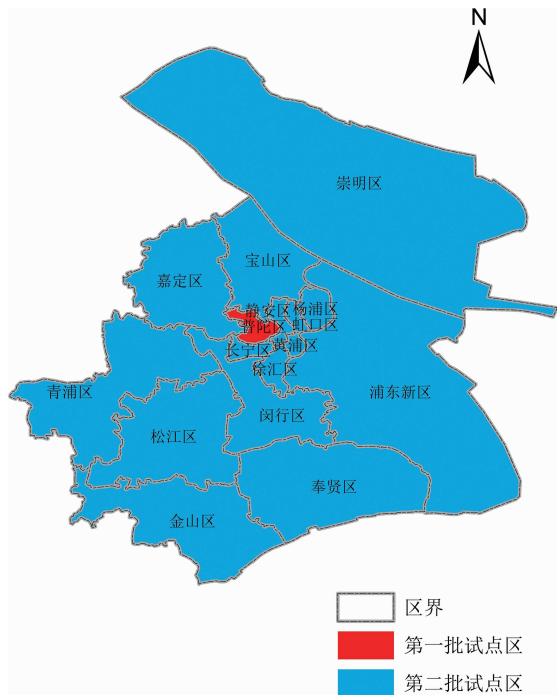 N
崇明区
宝山区
嘉定区
静安区
杨浦区
普陀区
虹口区
长宁区
黄浦区
徐汇区
青浦区
浦东新区
闵行区
松江区
奉贤区
金山区
区界
第一批试点区
第二批试点区